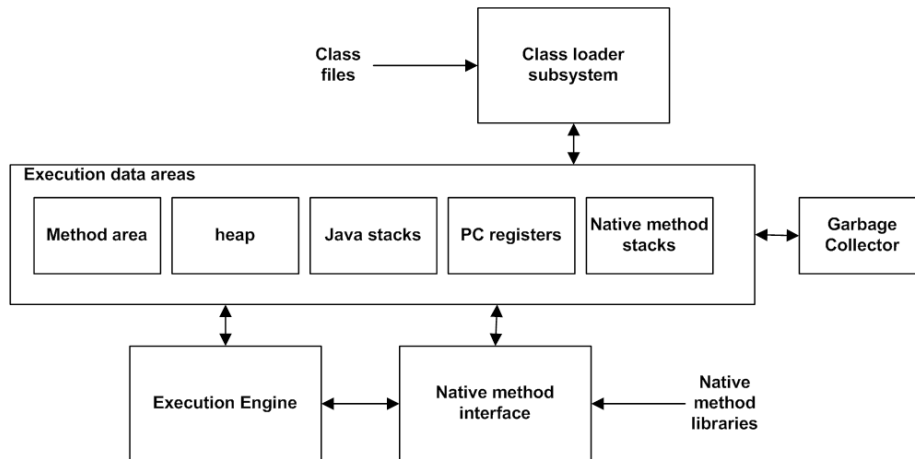 Class
files
Class loader
subsystem
Execution data areas
Method area
heap
Java stacks
PC registers
Native method
stacks
Garbage
Collector
Execution Engine
Native method
interface
Native
method
libraries